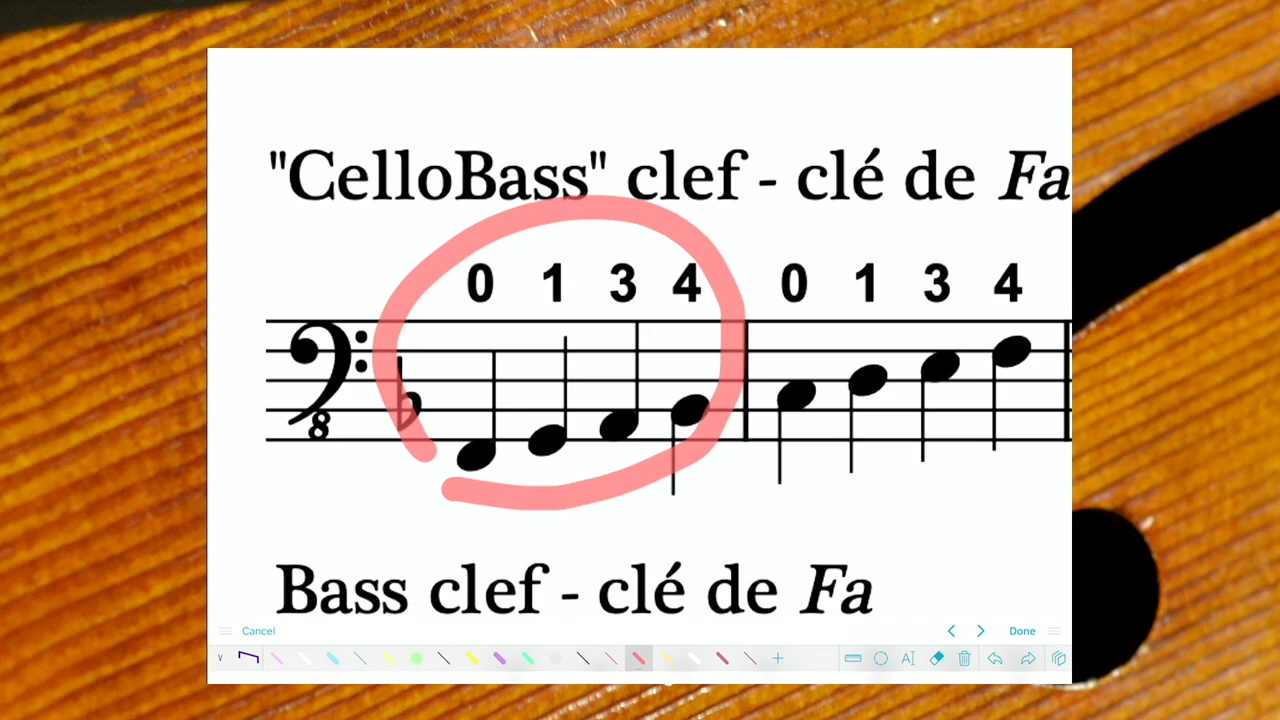 "CelloBass" clef - clé de Fa
0 1 3 4 0 1 3 4
8
Bass clef - clé de Fa
Cancel
Done